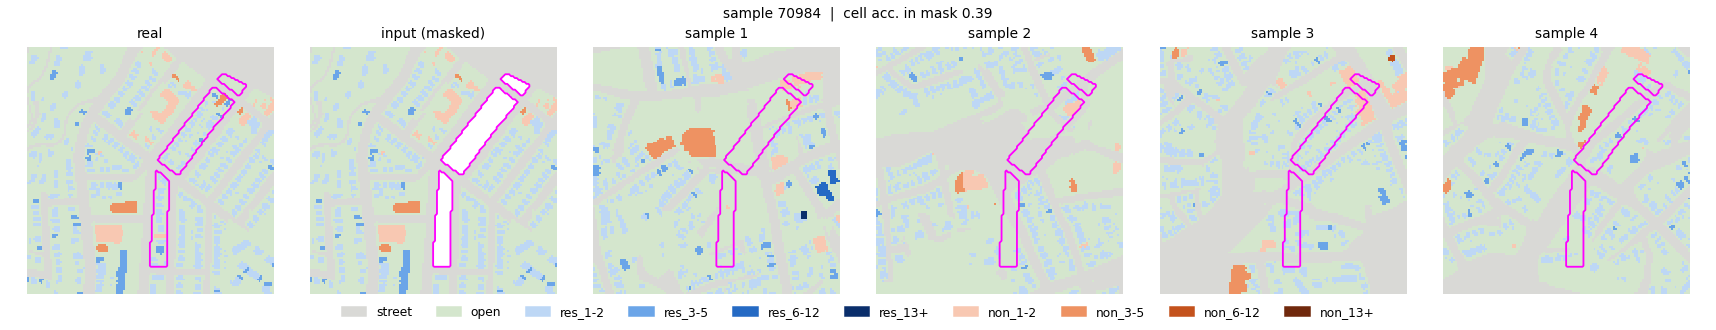 sample 70984 | cell acc. in mask 0.39
real
input (masked)
sample 1
sample 2
sample 3
sample 4
street
open
res_1-2
res_3-5
res_6-12
res_13+
non_1-2
non_3-5
non_6-12
non_13+